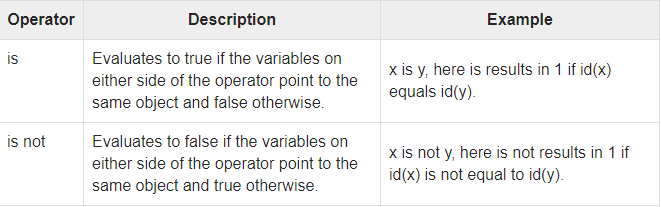 Operator Description Example
is
Evaluates to true if the variables on
either side of the operator point to the
same object and false otherwise.
x is y, here is results in 1 if id(x)
equals id(y).
is not
Evaluates to false if the variables on
either side of the operator point to the
same object and true otherwise.
x is not y, here is not results in 1 if
id(x) is not equal to id(y).